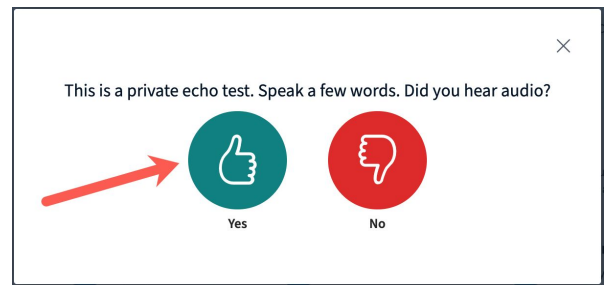 This is a private echo test. Speak a few words. Did you hear audio?
Yes
No